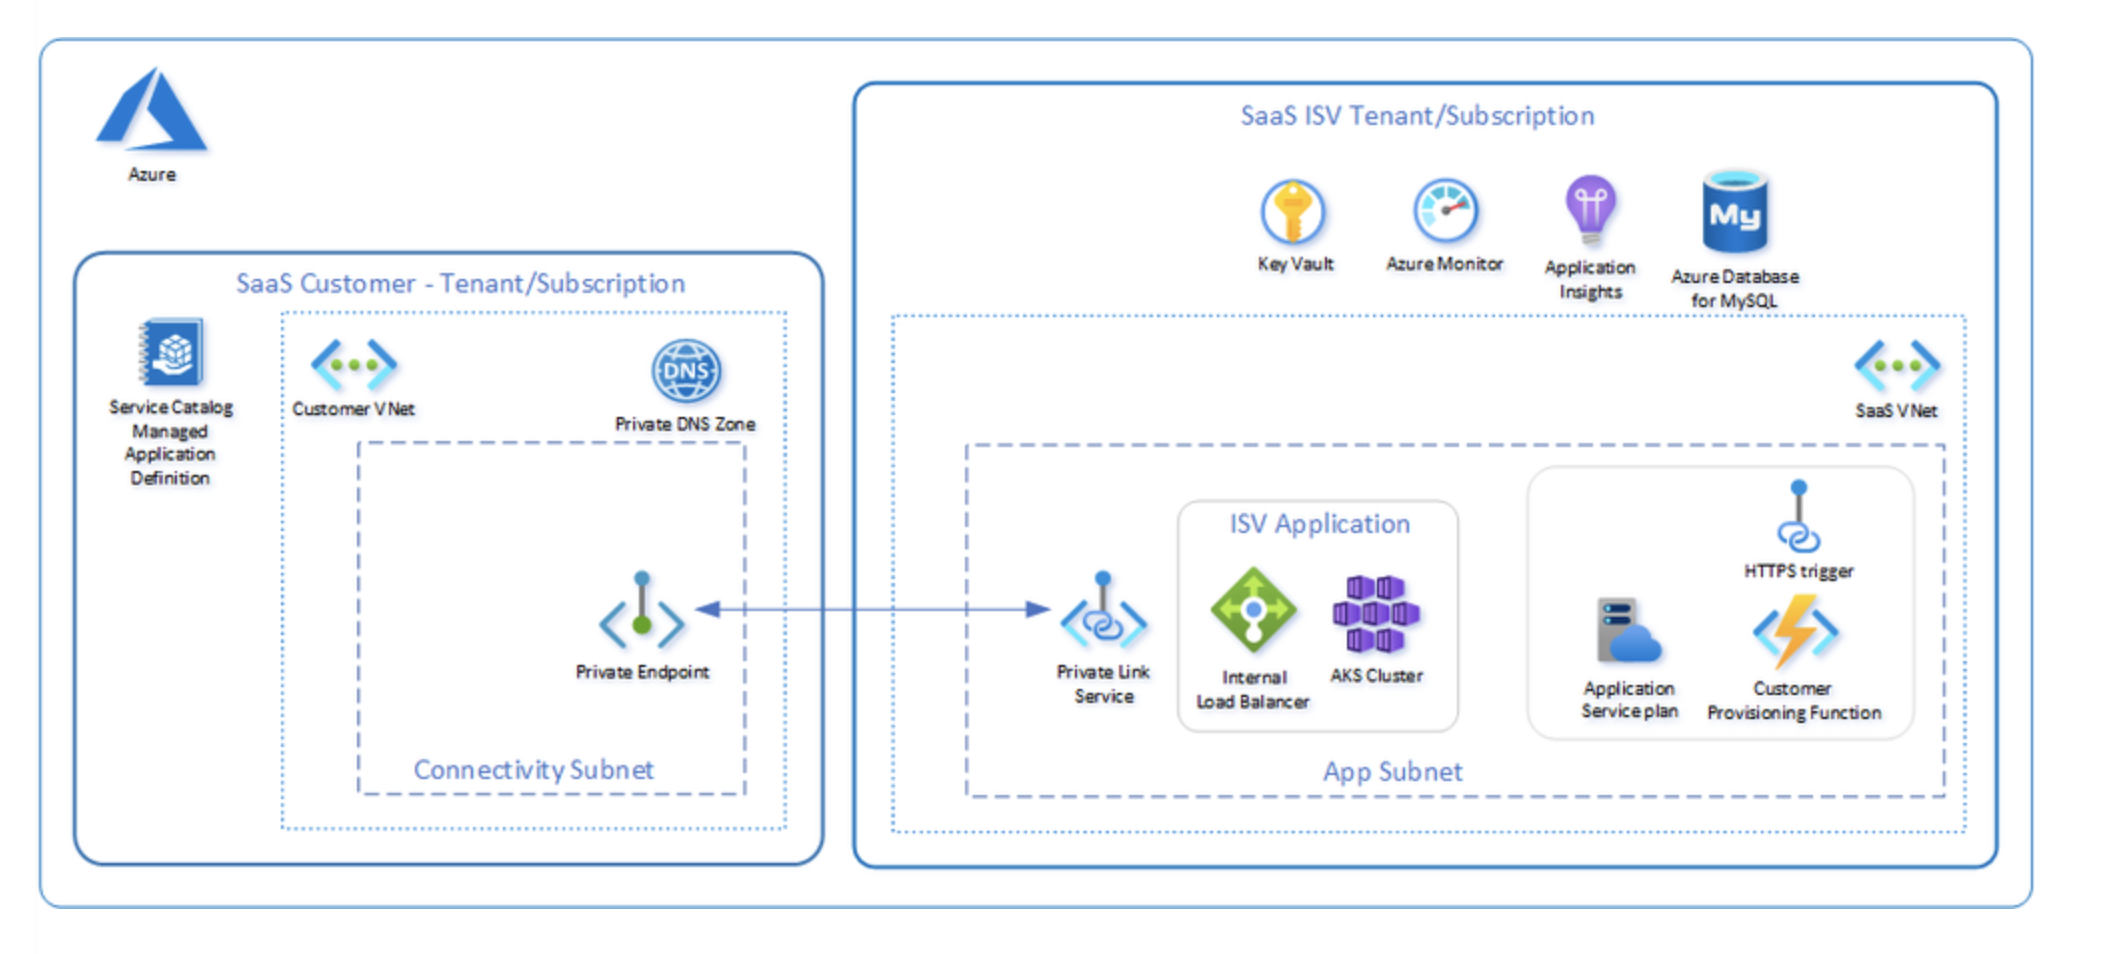 Azure
SaaS ISV Tenant/Subscription
Key Vault
Azure Monitor
Application
Insights
My
Azure Database
for MySQL
SaaS Customer - Tenant/Subscription
Service Catalog
Managed
Application
Definition
Customer VNet
DNS
Private DNS Zone
Private Endpoint
Connectivity Subnet
SaaS VNet
Private Link
Service
ISV Application
Internal
Load Balancer
AKS Cluster
HTTPS trigger
Application
Service plan
Customer
Provisioning Function
App Subnet